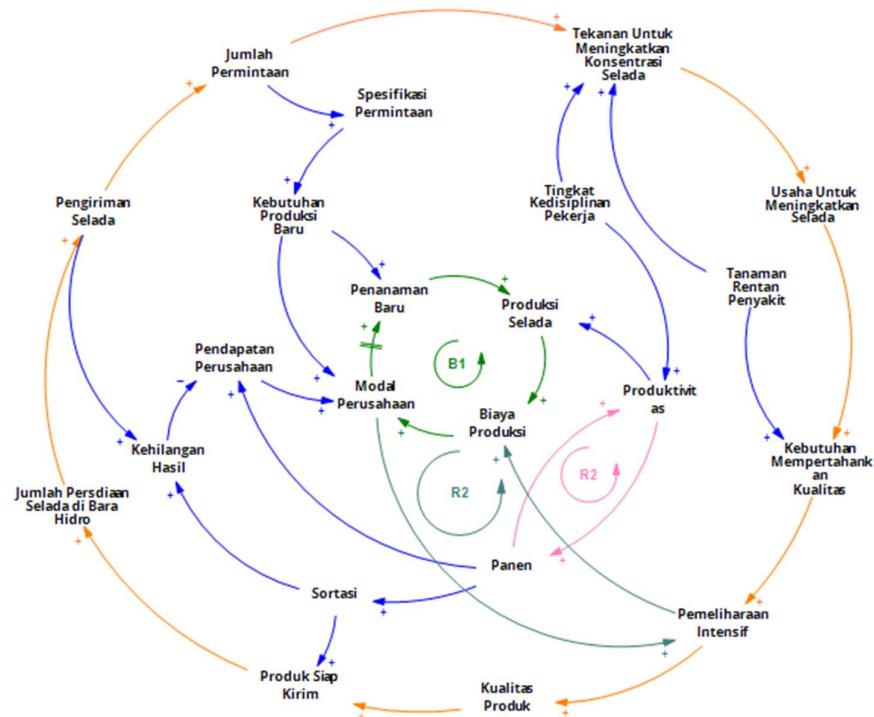 Jumlah
Permintaan
Tekanan Untuk
Meningkatkan
Konsentrasi
Selada
Spesifikasi
Permintaan
Pengiriman
Selada
Kebutuhan
Produksi
Baru
Tingkat
Kedisiplinan
Pekerja
Usaha Untuk
Meningkatkan
Selada
Tanaman
Rentan
Penyakit
Penanaman
Baru
Produksi
Selada
Pendapatan
Perusahaan
B1
Modal
Perusahaan
Produktivit
as
Biaya
Produksi
Kehilangan
Hasil
Kebutuhan
Mempertahank
an
Kualitas
Jumlah Persdiaan
Selada di Bara
Hidro
R2
R2
Panen
Sortasi
Pemeliharaan
Intensif
Produk Siap
Kirim
Kualitas
Produk